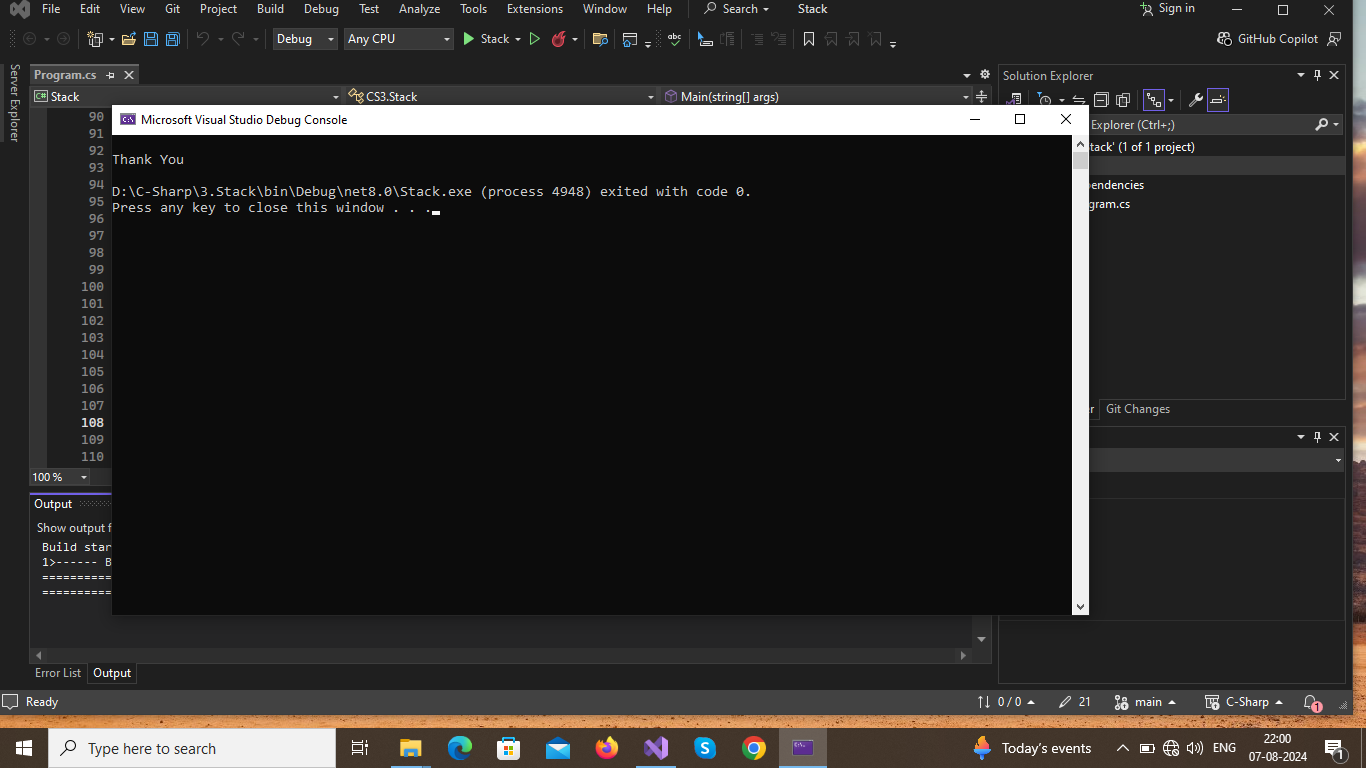 File Edit View Git Project Build Debug Test Analyze Tools Extensions Window Help Search Stack Sign in
Debug Any CPU Stack abc GitHub Copilot
Server Explorer
Program.cs
Stack CS3.Stack Main(string[] args)
90
91
92
93
94
95
96
97
98
99
100
101
102
103
104
105
106
107
108
109
110
100 %
C:\ Microsoft Visual Studio Debug Console
Thank You
D:\C-Sharp\3.Stack\bin\Debug\net8.0\Stack.exe (process 4948) exited with code 0.
Press any key to close this window . . .
Solution Explorer
Explorer (Ctrl+;)
tack' (1 of 1 project)
endencies
gram.cs
r Git Changes
Output
Show output f
Build star
1>------ B
===========
===========
Error List Output
Ready 0 / 0 21 main C-Sharp 1
Type here to search Today's events ENG 22:00
07-08-2024 1